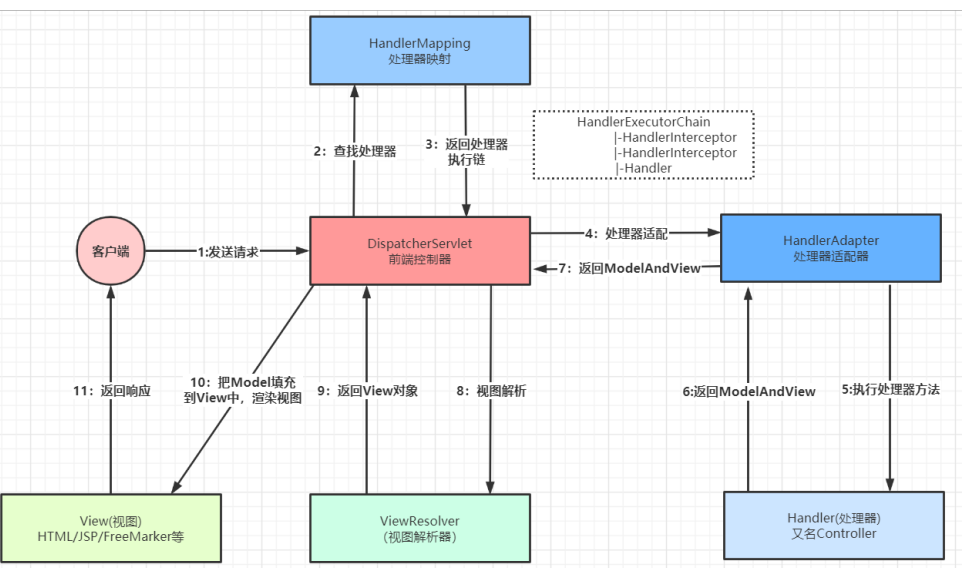 HandlerMapping
处理器映射
HandlerExecutorChain
|-HandlerInterceptor
|-HandlerInterceptor
|-Handler
2：查找处理器
3：返回处理器
执行链
客户端
1:发送请求
DispatcherServlet
前端控制器
4：处理器适配
7：返回ModelAndView
HandlerAdapter
处理器适配器
11：返回响应
10：把Model填充
到View中，渲染视图
9：返回View对象
8：视图解析
6:返回ModelAndView
5:执行处理器方法
View(视图)
HTML/JSP/FreeMarker等
ViewResolver
（视图解析器）
Handler(处理器)
又名Controller